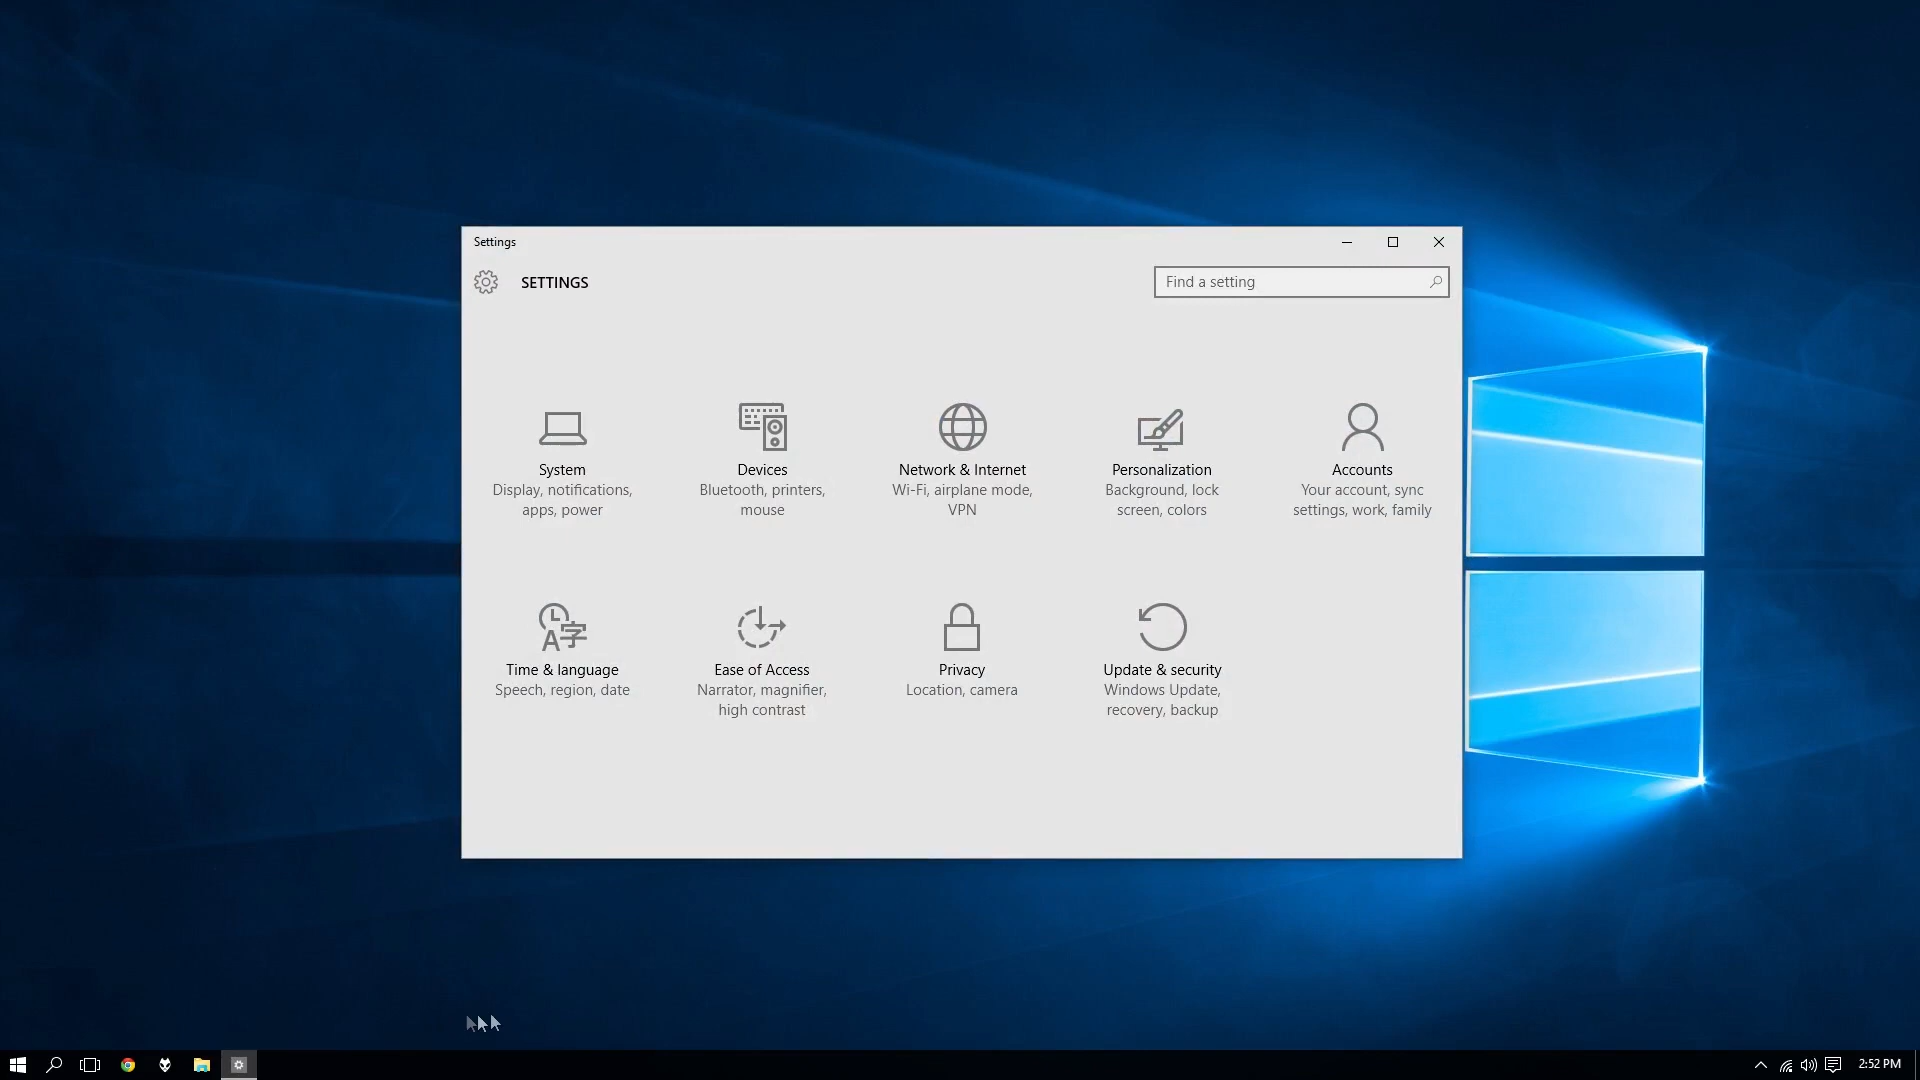 Settings
SETTINGS
Find a setting
System
Display, notifications,
apps, power
Devices
Bluetooth, printers,
mouse
Network & Internet
Wi-Fi, airplane mode,
VPN
Personalization
Background, lock
screen, colors
Accounts
Your account, sync
settings, work, family
Time & language
Speech, region, date
Ease of Access
Narrator, magnifier,
high contrast
Privacy
Location, camera
Update & security
Windows Update,
recovery, backup
2:52 PM